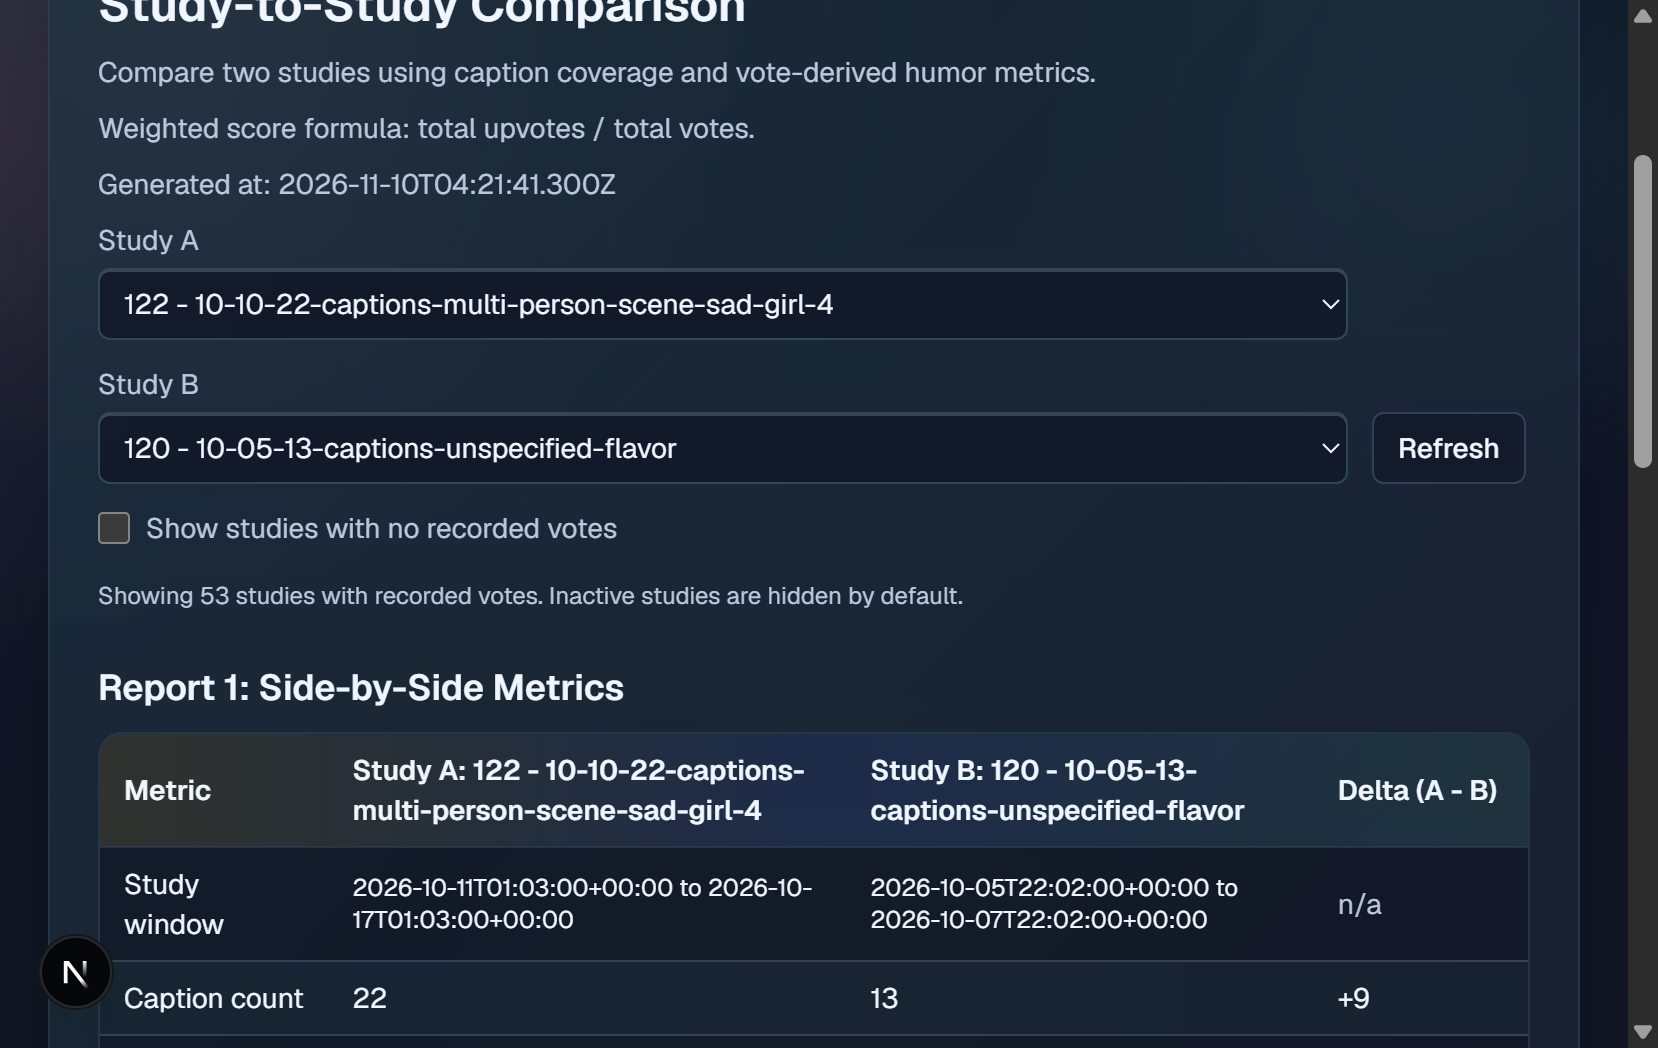 Study-to-Study Comparison
Compare two studies using caption coverage and vote-derived humor metrics.
Weighted score formula: total upvotes / total votes.
Generated at: 2026-11-10T04:21:41.300Z
Study A
122 - 10-10-22-captions-multi-person-scene-sad-girl-4
Study B
120 - 10-05-13-captions-unspecified-flavor
Refresh
Show studies with no recorded votes
Showing 53 studies with recorded votes. Inactive studies are hidden by default.
Report 1: Side-by-Side Metrics
Metric
Study A: 122 - 10-10-22-captions-
multi-person-scene-sad-girl-4
Study B: 120 - 10-05-13-
captions-unspecified-flavor
Delta (A - B)
Study
window
2026-10-11T01:03:00+00:00 to 2026-10-
17T01:03:00+00:00
2026-10-05T22:02:00+00:00 to
2026-10-07T22:02:00+00:00
n/a
N
Caption count
22
13
+9